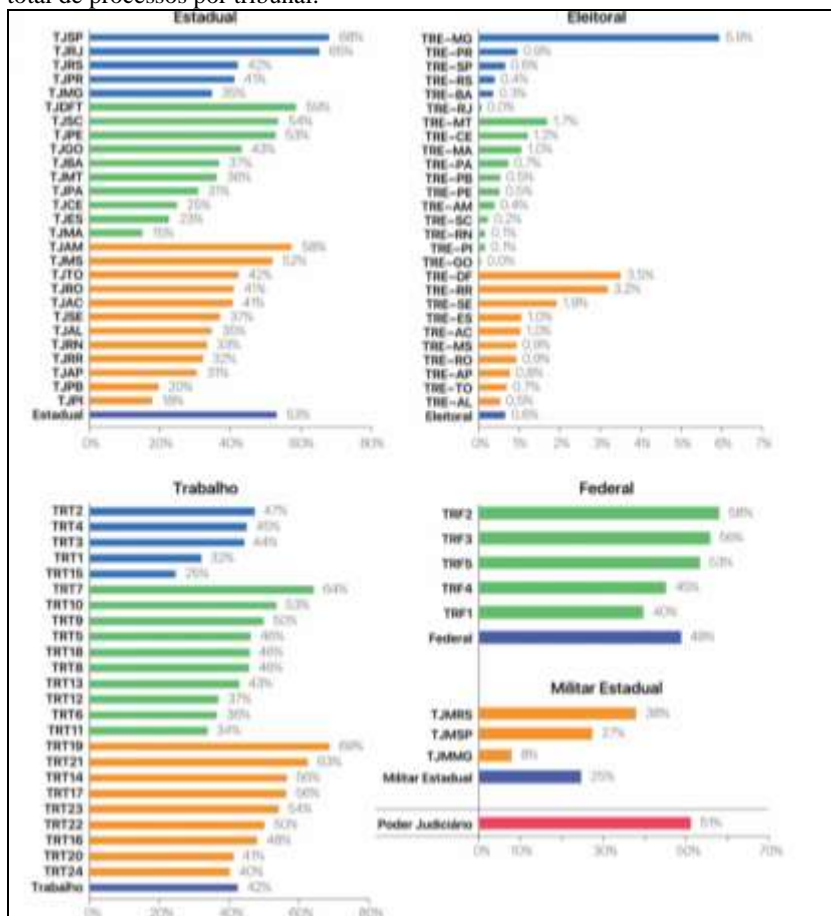 total de processos por tribunal.
Estadual
TJSP 68%
TJRJ 65%
TJRS 42%
TJPR 41%
TJMG 35%
TJDFT
TJSC 54%
TJPE 53%
TJGO 43%
TJBA 37%
TJMT 36%
TJPA 31%
TJCE 25%
TJES 23%
TJMA 15%
TJAM 58%
TJMS 52%
TJTO 42%
TJRO 41%
TJAC 41%
TJSE 37%
TJAL 35%
TJRN 33%
TJRR 32%
TJAP 31%
TJPB 20%
TJPI 18%
Estadual 53%
0% 20% 40% 60% 80%
Eleitoral
TRE-MG 5.9%
TRE-PR 0.9%
TRE-SP 0.6%
TRE-RS 0.4%
TRE-BA 0.3%
TRE-RJ 0.0%
TRE-MT 1.7%
TRE-CE 1.2%
TRE-MA 1.0%
TRE-PA 0.7%
TRE-PB 0.5%
TRE-PE 0.5%
TRE-AM 0.4%
TRE-SC 0.2%
TRE-RN 0.1%
TRE-PI 0.1%
TRE-GO 0.0%
TRE-DF 3.5%
TRE-RR 3.2%
TRE-SE 1.9%
TRE-ES 1.0%
TRE-AC 1.0%
TRE-MS 0.9%
TRE-RO 0.9%
TRE-AP 0.8%
TRE-TO 0.7%
TRE-AL 0.5%
Eleitoral 0.6%
0% 1% 2% 3% 4% 5% 6% 7%
Trabalho
TRT2 47%
TRT4 45%
TRT3 44%
TRT1 32%
TRT15 25%
TRT7 64%
TRT10 53%
TRT9 50%
TRT5 46%
TRT18 46%
TRT8 46%
TRT13 43%
TRT12 37%
TRT6 36%
TRT11 34%
TRT19 69%
TRT21 63%
TRT14 56%
TRT17 56%
TRT23 54%
TRT22 50%
TRT16 48%
TRT20 41%
TRT24 40%
Trabalho 42%
0% 20% 40% 60% 80%
Federal
TRF2 58%
TRF3 56%
TRF5 53%
TRF4 45%
TRF1 40%
Federal 49%
Militar Estadual
TJMRS 38%
TJMSP 27%
TJMMG 8%
Militar Estadual 25%
Poder Judiciário 51%
0% 10% 30% 50% 70%